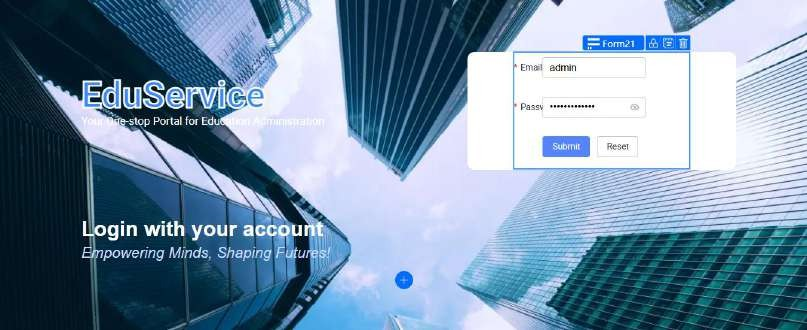 Form21
* Email
admin
EduService
Your One-stop Portal for Education Administration
* Passw
•••••••••••••
Submit
Reset
Login with your account
Empowering Minds, Shaping Futures!